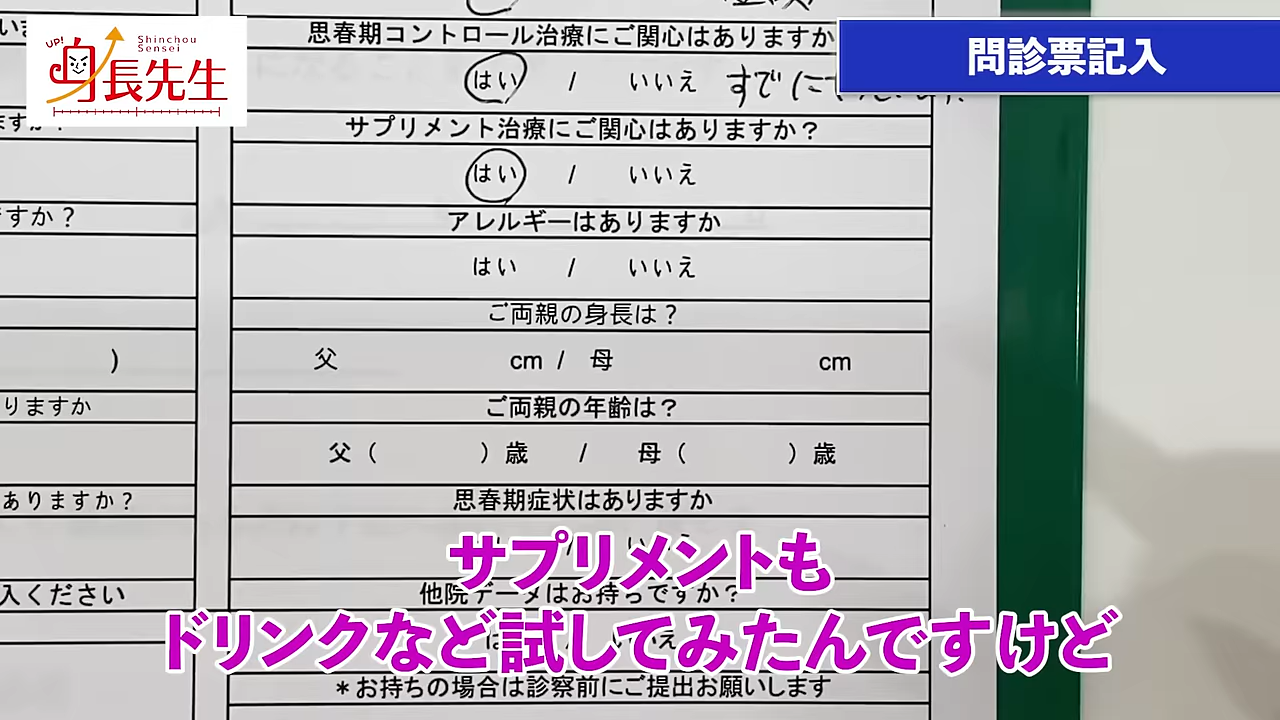 UP!
Shinchou
Sensei
身長先生
問診票記入
思春期コントロール治療にご関心はありますか
はい / いいえ すでに
サプリメント治療にご関心はありますか？
はい / いいえ
すか？
アレルギーはありますか
はい / いいえ
ご両親の身長は？
) 父 cm / 母 cm
りますか
ご両親の年齢は？
父（ ）歳 / 母（ ）歳
ありますか？
思春期症状はありますか
入ください
他院データはお持ちですか？
サプリメントも
ドリンクなど試してみたんですけど
＊お持ちの場合は診察前にご提出お願いします